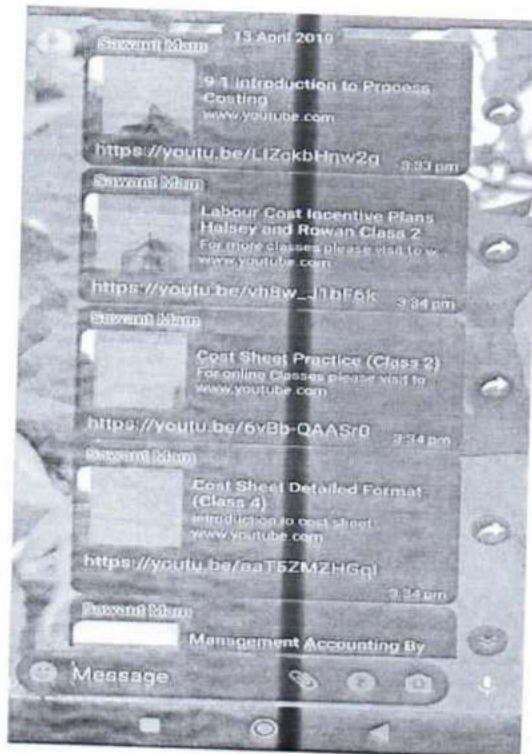 13 April 2019
Sawant Mam
9-1 Introduction to Process
Costing
www.youtube.com
3:33 pm
Sawant Mam
Labour Cost Incentive Plans
Halsey and Rowan Class 2
For more classes please visit to w
www.youtube.com
https://youtu.be/vh8w_J1bF6k
3:34 pm
Sawant Mam
Cost Sheet Practice (Class 2)
For online Classes please visit to
www.youtube.com
https://youtu.be/6vBb-QAASr0
3:34 pm
Sawant Mam
Cost Sheet Detailed Format
(Class 4)
Introduction to cost sheet
www.youtube.com
https://youtu.be/aaT5ZMZHGqI
3:34 pm
Sawant Mam
Management Accounting By
Message